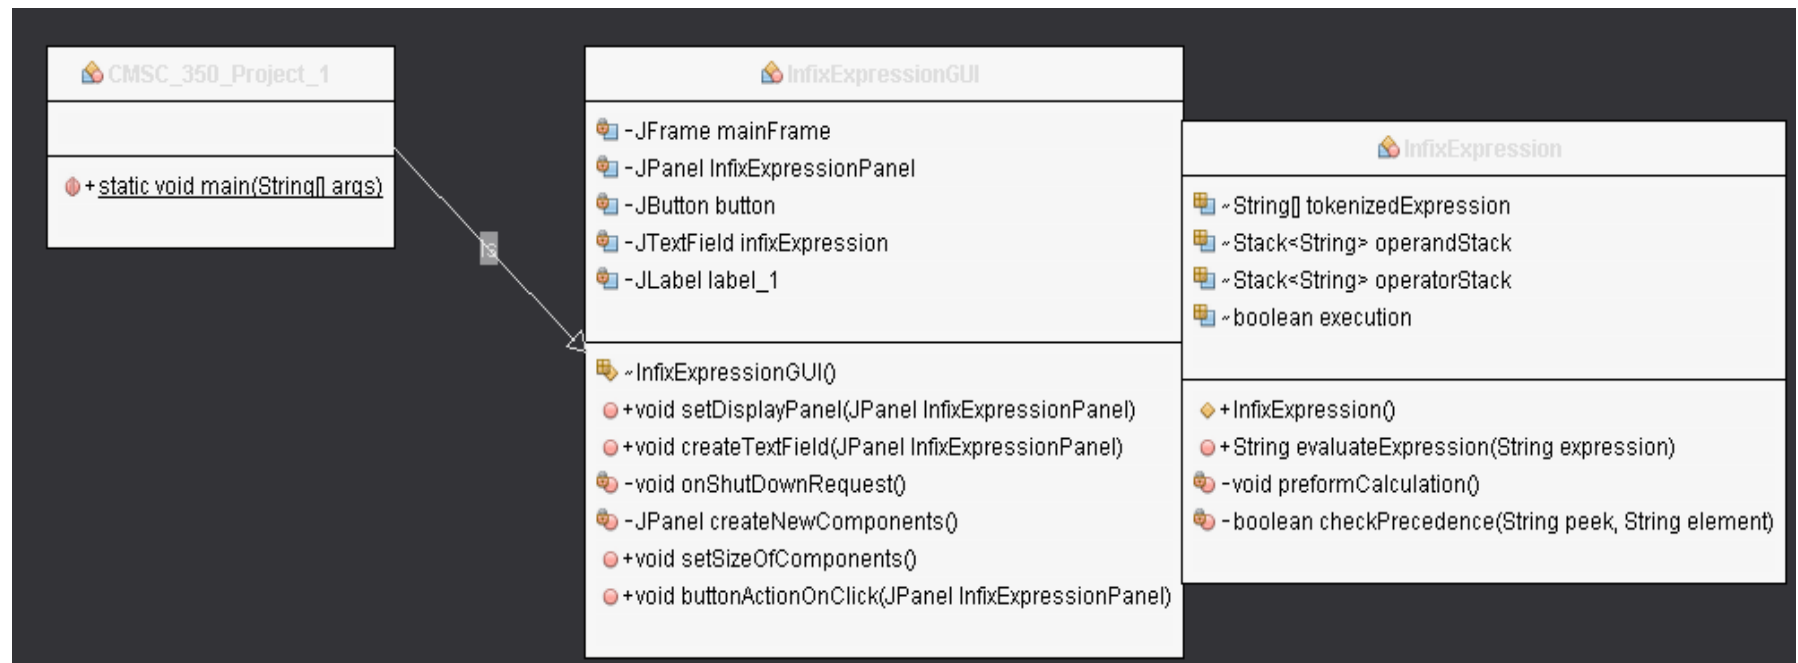 CMSC_350_Project_1
+static void main(String[] args)
Is
InfixExpressionGUI
-JFrame mainFrame
-JPanel InfixExpressionPanel
-JButton button
-JTextField infixExpression
-JLabel label_1
~InfixExpressionGUI()
+void setDisplayPanel(JPanel InfixExpressionPanel)
+void createTextField(JPanel InfixExpressionPanel)
-void onShutDownRequest()
-JPanel createNewComponents()
+void setSizeOfComponents()
+void buttonActionOnClick(JPanel InfixExpressionPanel)
InfixExpression
~String[] tokenizedExpression
~Stack<String> operandStack
~Stack<String> operatorStack
~boolean execution
+InfixExpression()
+String evaluateExpression(String expression)
-void preformCalculation()
-boolean checkPrecedence(String peek, String element)